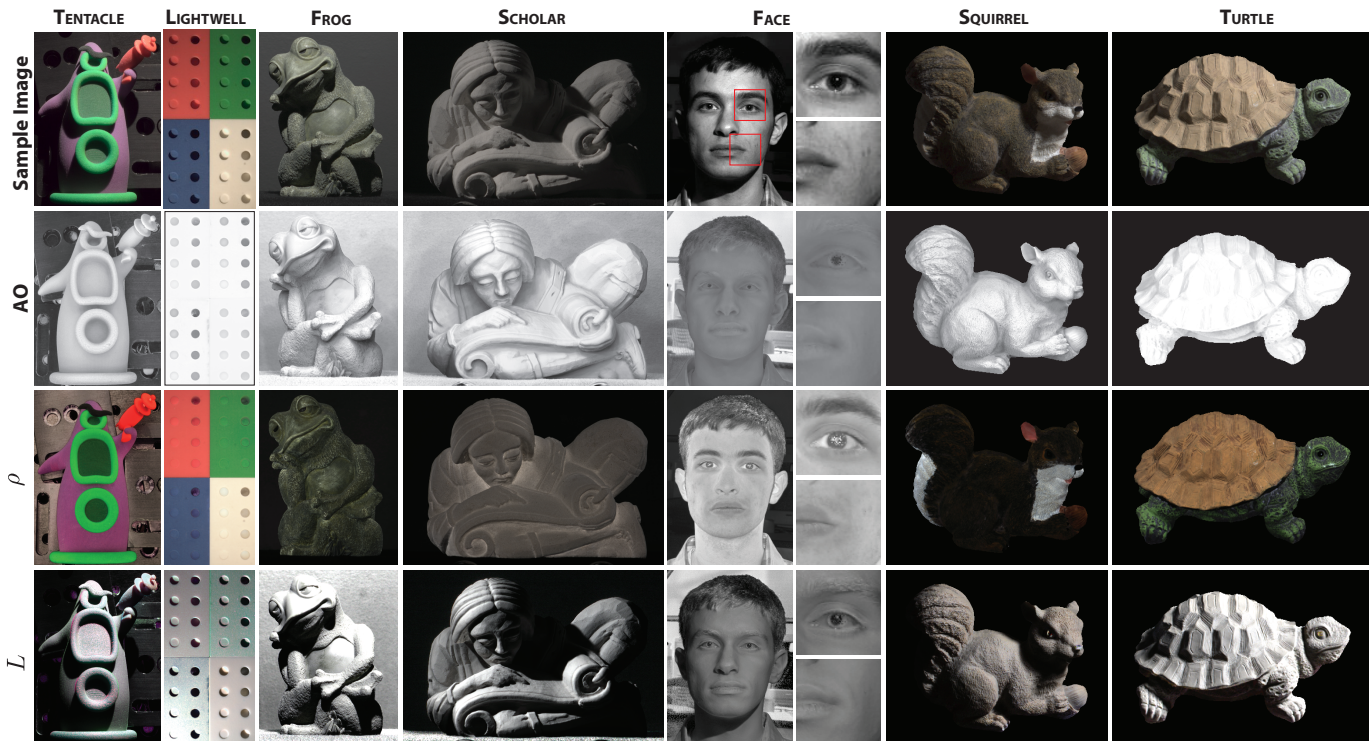 TENTACLE LIGHTWELL FROG SCHOLAR FACE SQUIRREL TURTLE
Sample Image
AO
ρ
L